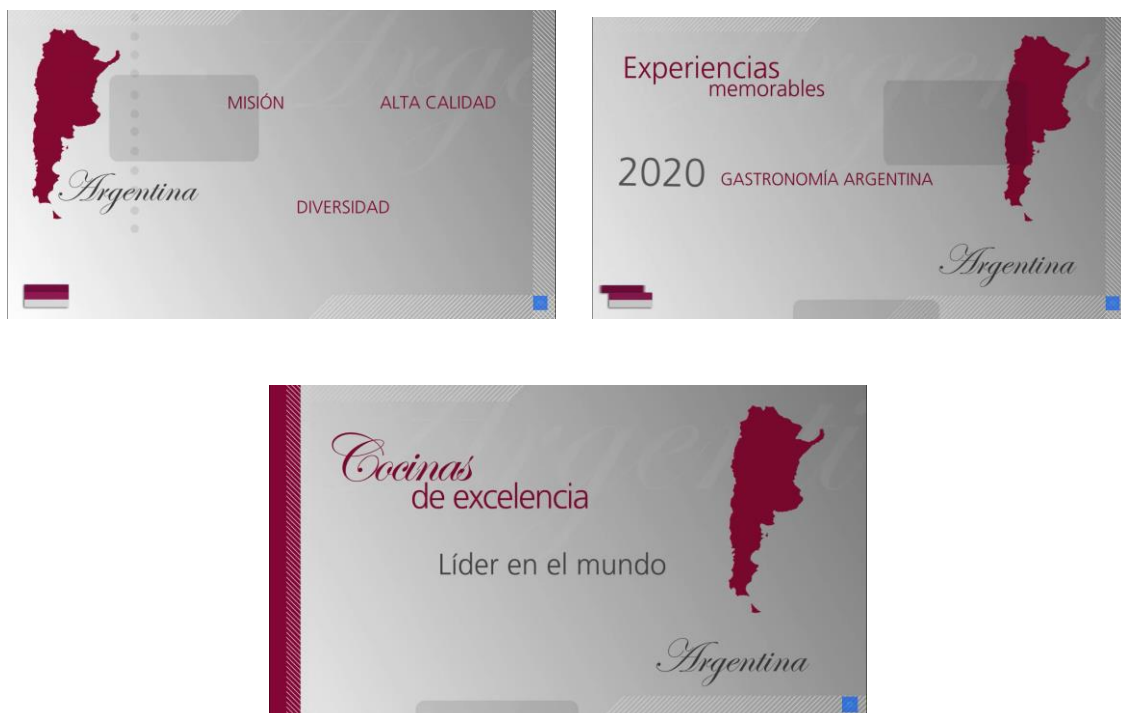 MISIÓN ALTA CALIDAD
Argentina
DIVERSIDAD
Experiencias
memorables
2020 GASTRONOMÍA ARGENTINA
Argentina
Cocinas
de excelencia
Líder en el mundo
Argentina